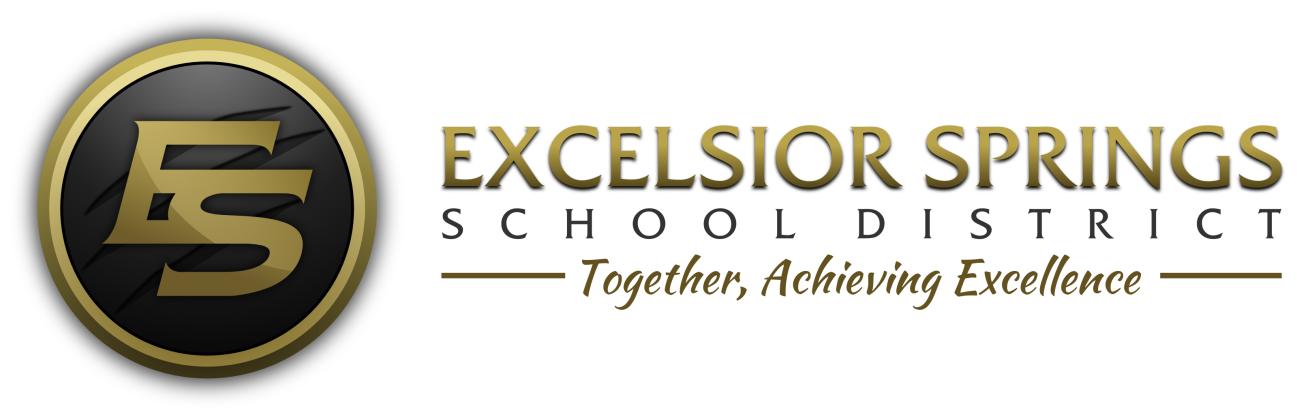 ES
EXCELSIOR SPRINGS
SCHOOL DISTRICT
Together, Achieving Excellence